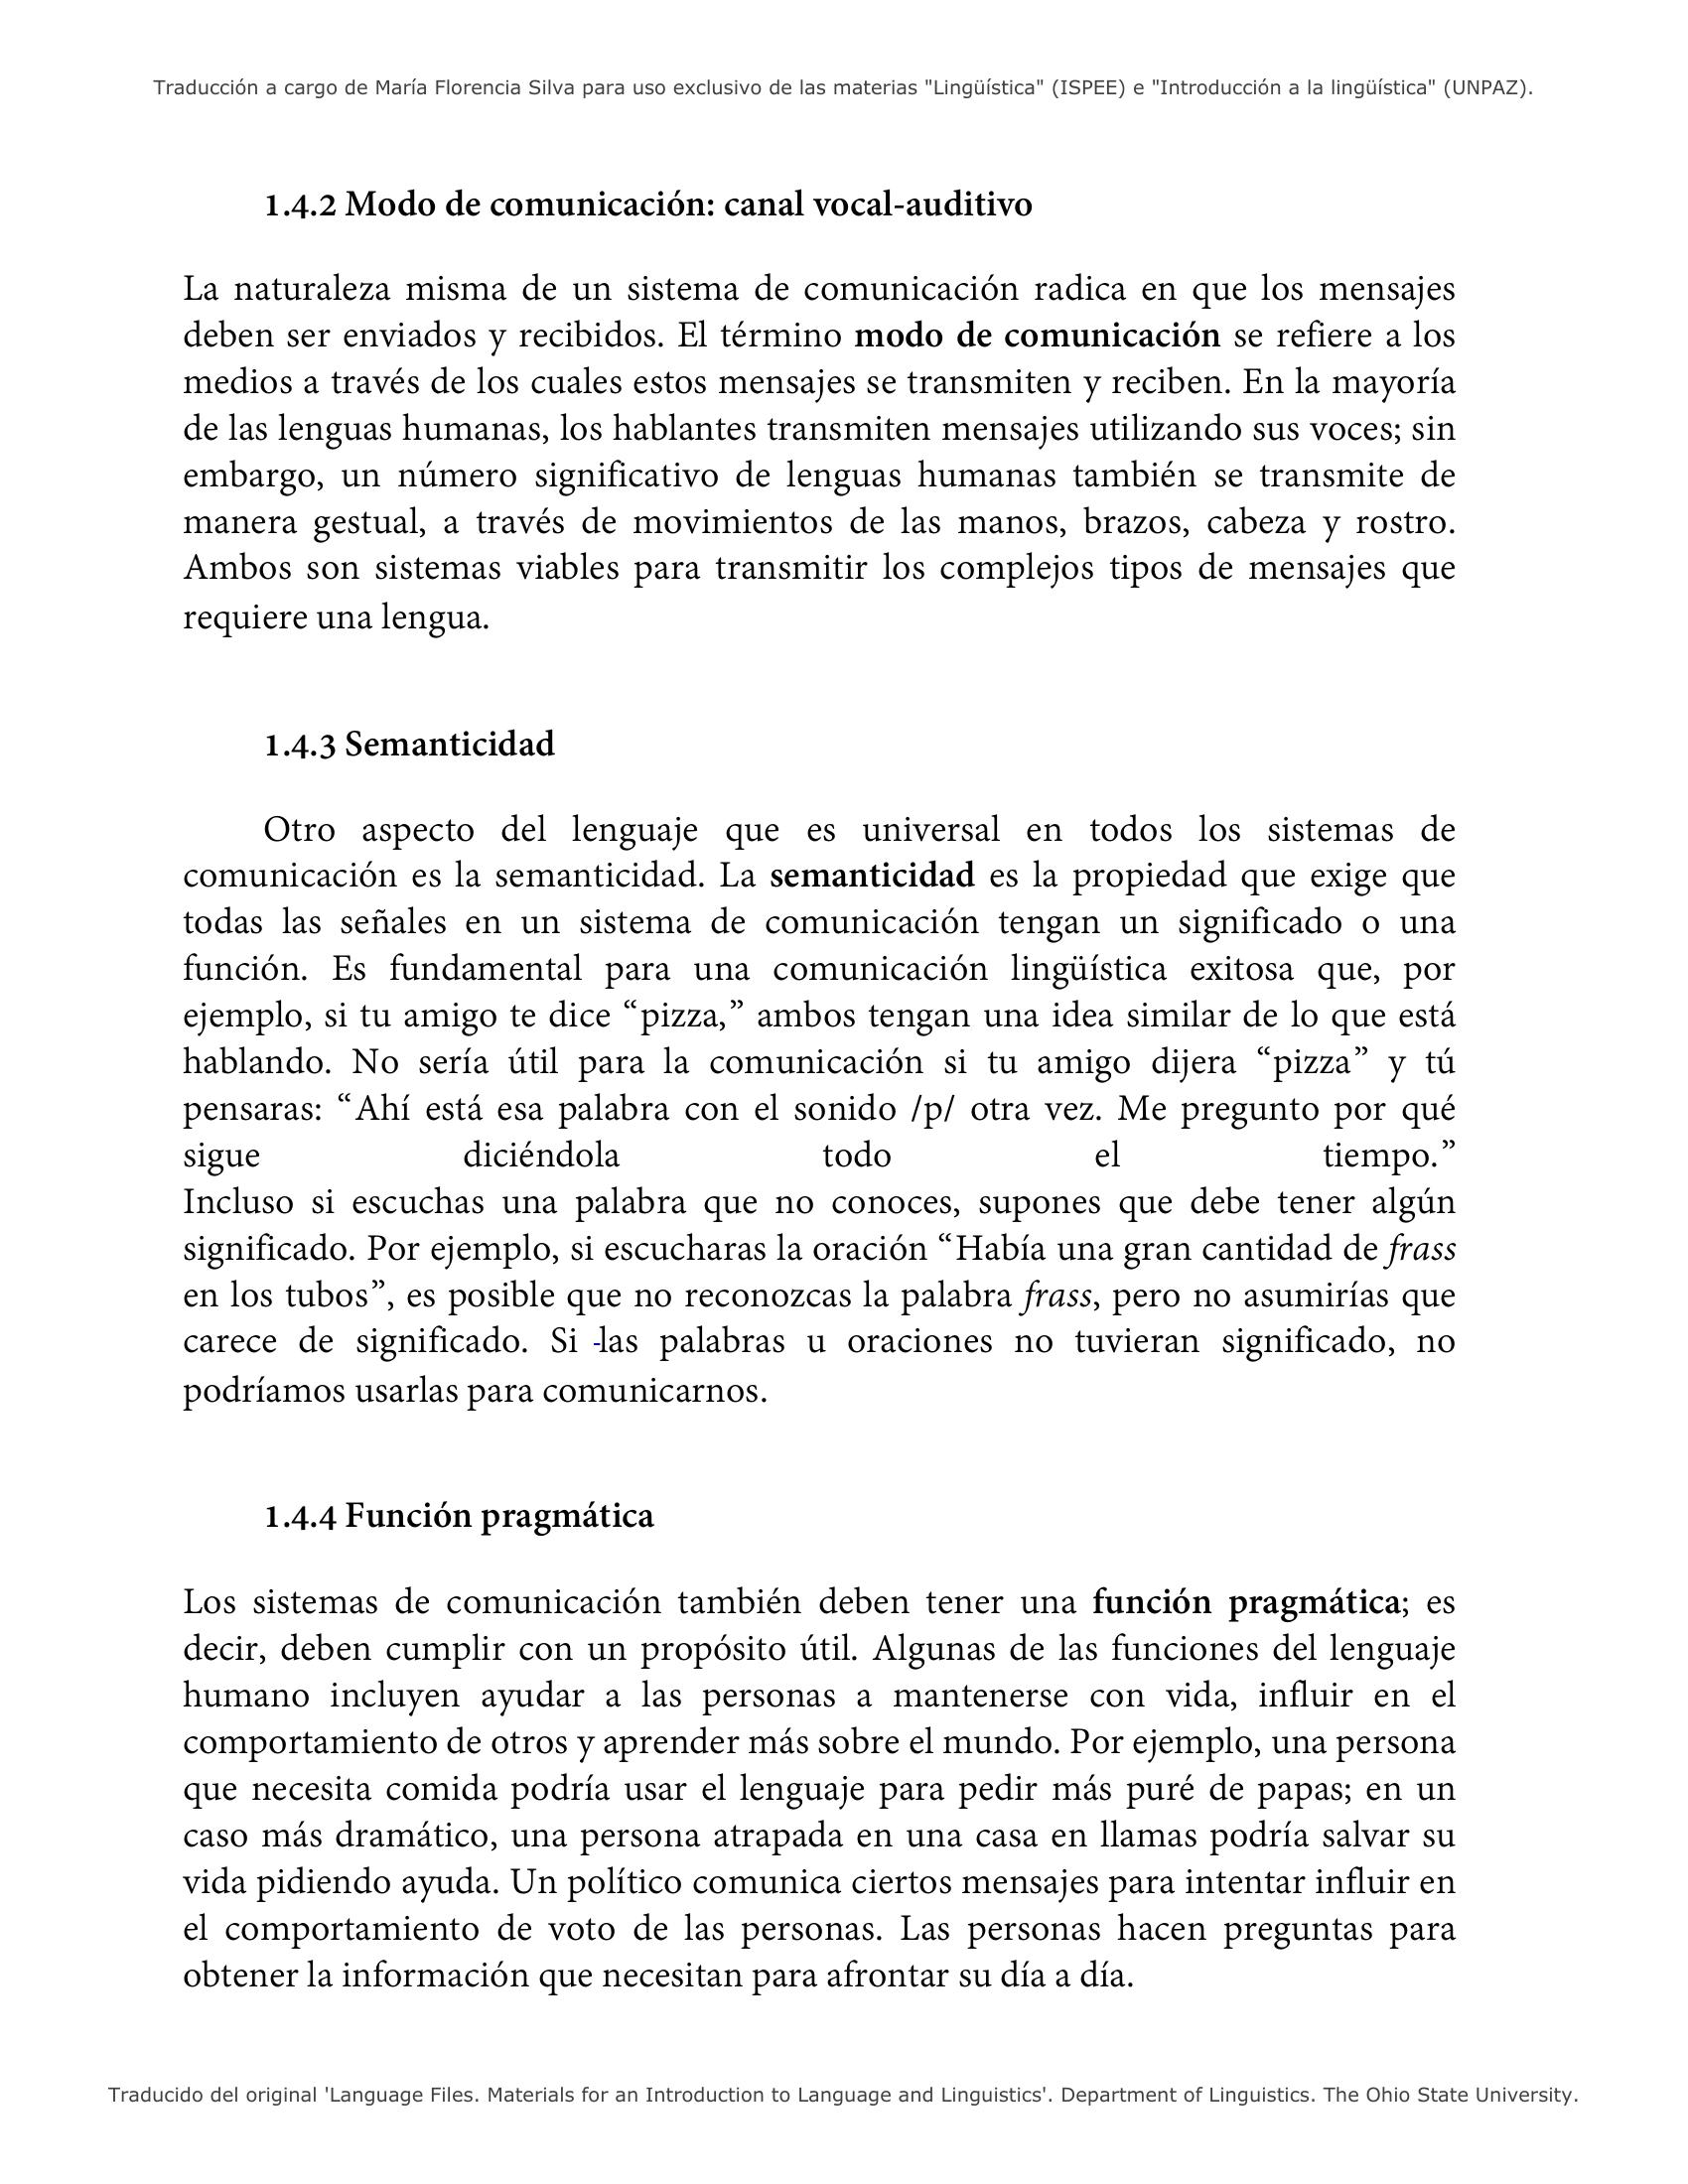 Traducción a cargo de María Florencia Silva para uso exclusivo de las materias "Lingüística" (ISPEE) e "Introducción a la lingüística" (UNPAZ).
1.4.2 Modo de comunicación: canal vocal-auditivo
La naturaleza misma de un sistema de comunicación radica en que los mensajes
deben ser enviados y recibidos. El término modo de comunicación se refiere a los
medios a través de los cuales estos mensajes se transmiten y reciben. En la mayoría
de las lenguas humanas, los hablantes transmiten mensajes utilizando sus voces; sin
embargo, un número significativo de lenguas humanas también se transmite de
manera gestual, a través de movimientos de las manos, brazos, cabeza y rostro.
Ambos son sistemas viables para transmitir los complejos tipos de mensajes que
requiere una lengua.
1.4.3 Semanticidad
Otro aspecto del lenguaje que es universal en todos los sistemas de
comunicación es la semanticidad. La semanticidad es la propiedad que exige que
todas las señales en un sistema de comunicación tengan un significado o una
función. Es fundamental para una comunicación lingüística exitosa que, por
ejemplo, si tu amigo te dice “pizza,” ambos tengan una idea similar de lo que está
hablando. No sería útil para la comunicación si tu amigo dijera “pizza” y tú
pensaras: “Ahí está esa palabra con el sonido /p/ otra vez. Me pregunto por qué
sigue diciéndola todo el tiempo.”
Incluso si escuchas una palabra que no conoces, supones que debe tener algún
significado. Por ejemplo, si escucharas la oración “Había una gran cantidad de frass
en los tubos”, es posible que no reconozcas la palabra frass, pero no asumirías que
carece de significado. Si -las palabras u oraciones no tuvieran significado, no
podríamos usarlas para comunicarnos.
1.4.4 Función pragmática
Los sistemas de comunicación también deben tener una función pragmática; es
decir, deben cumplir con un propósito útil. Algunas de las funciones del lenguaje
humano incluyen ayudar a las personas a mantenerse con vida, influir en el
comportamiento de otros y aprender más sobre el mundo. Por ejemplo, una persona
que necesita comida podría usar el lenguaje para pedir más puré de papas; en un
caso más dramático, una persona atrapada en una casa en llamas podría salvar su
vida pidiendo ayuda. Un político comunica ciertos mensajes para intentar influir en
el comportamiento de voto de las personas. Las personas hacen preguntas para
obtener la información que necesitan para afrontar su día a día.
Traducido del original 'Language Files. Materials for an Introduction to Language and Linguistics'. Department of Linguistics. The Ohio State University.